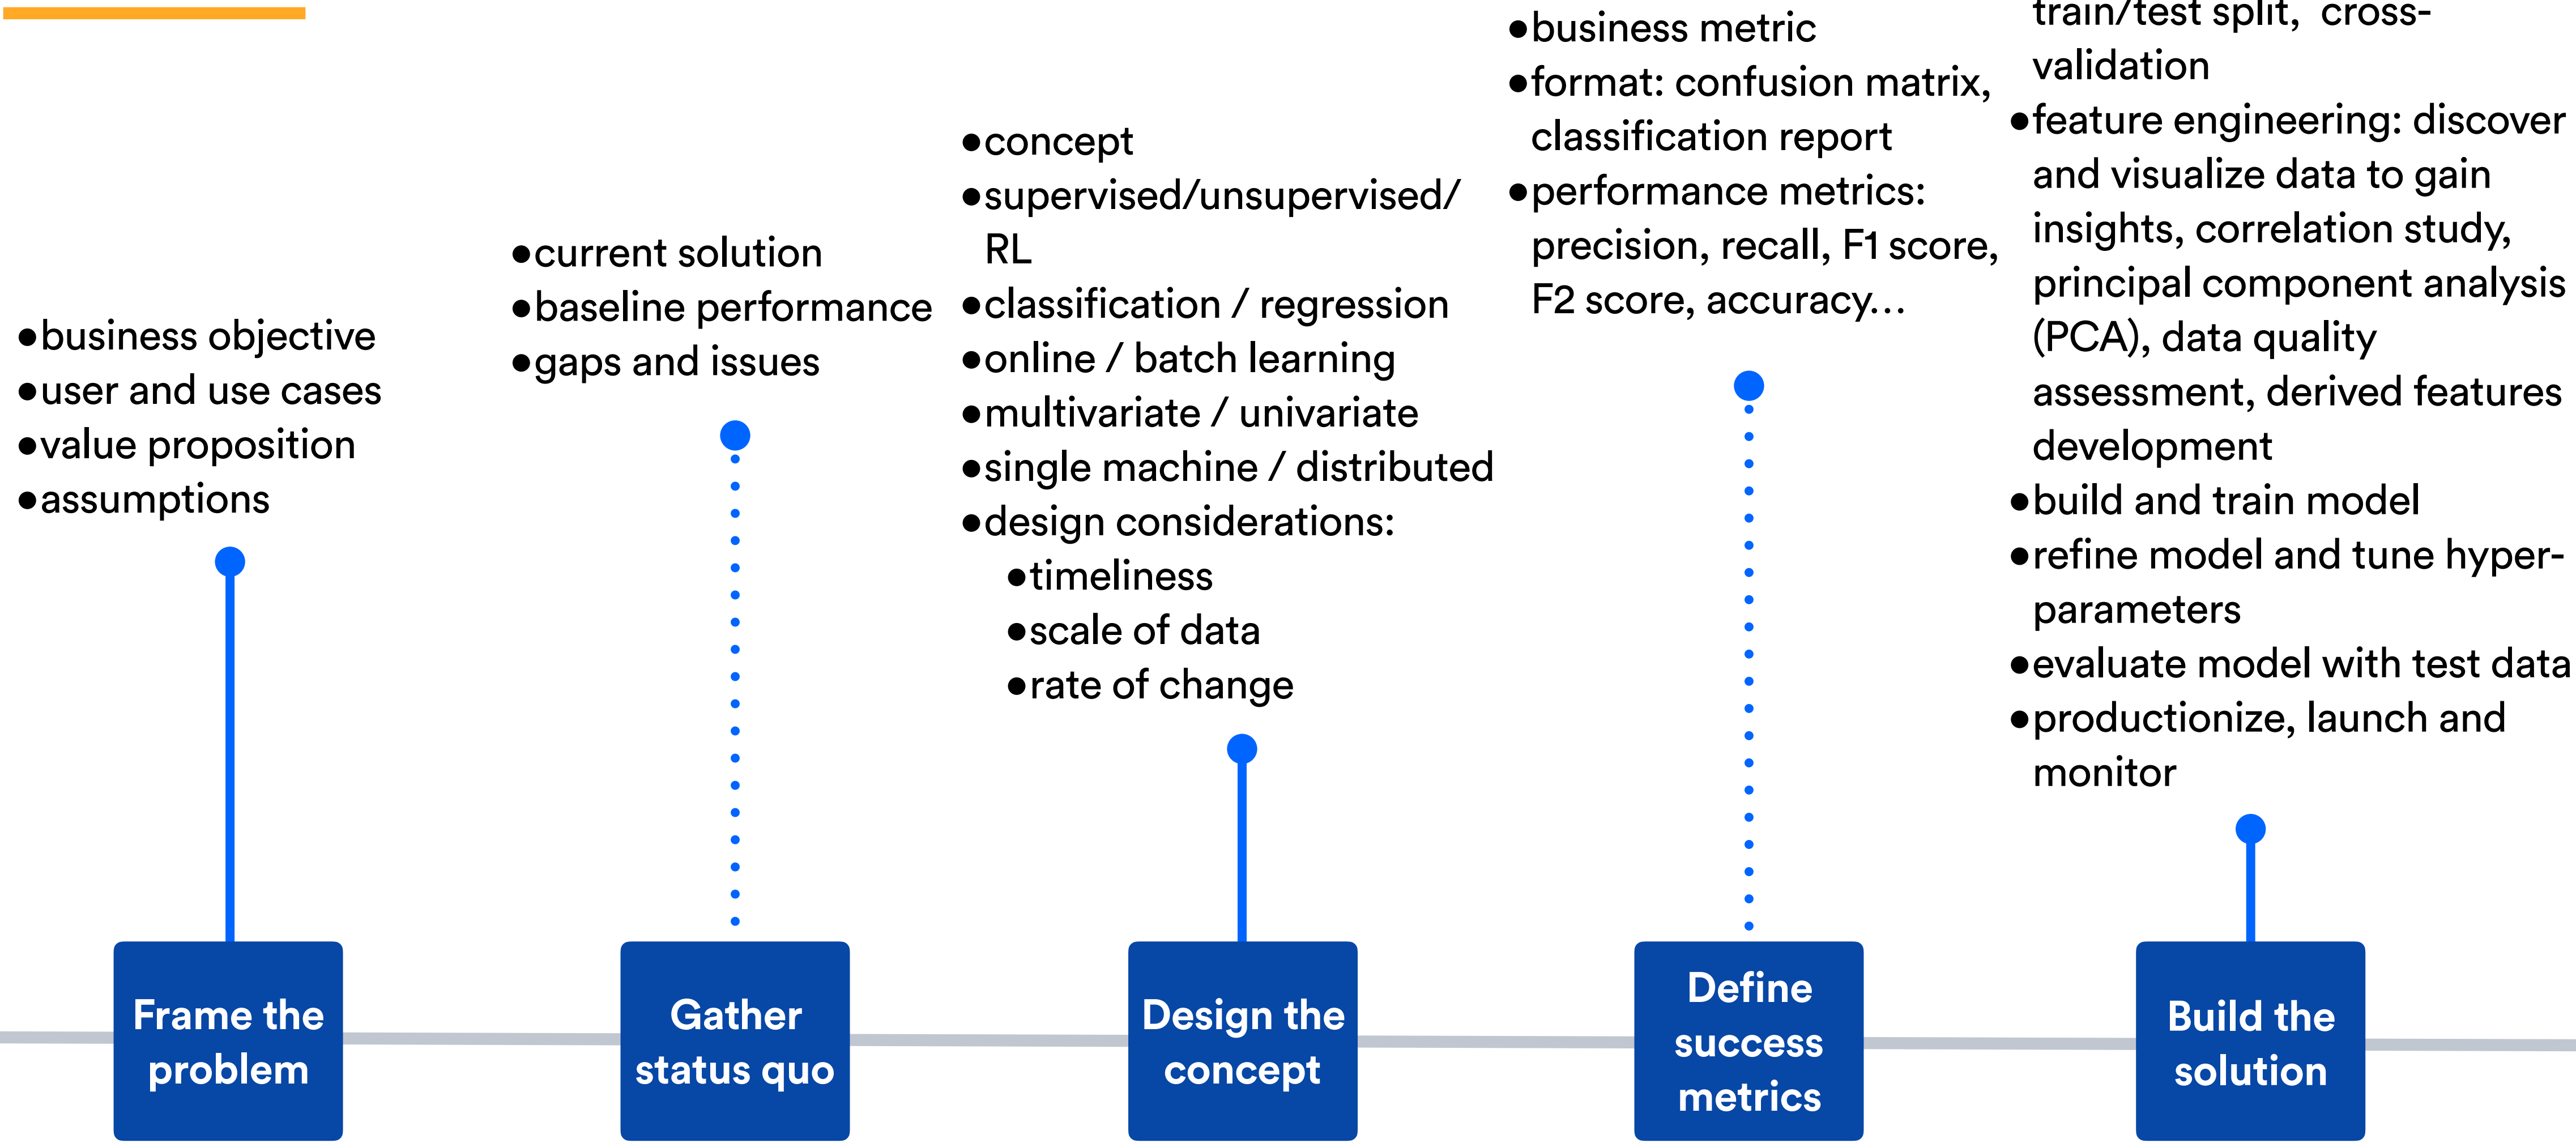 ●business objective
●user and use cases
●value proposition
●assumptions
Frame the
problem
●current solution
●baseline performance
●gaps and issues
Gather
status quo
●concept
●supervised/unsupervised/
RL
●classification / regression
●online / batch learning
●multivariate / univariate
●single machine / distributed
●design considerations:
●timeliness
●scale of data
●rate of change
Design the
concept
●business metric
●format: confusion matrix,
classification report
●performance metrics:
precision, recall, F1 score,
F2 score, accuracy...
Define
success
metrics
train/test split, cross-
validation
●feature engineering: discover
and visualize data to gain
insights, correlation study,
principal component analysis
(PCA), data quality
assessment, derived features
development
●build and train model
●refine model and tune hyper-
parameters
●evaluate model with test data
●productionize, launch and
monitor
Build the
solution